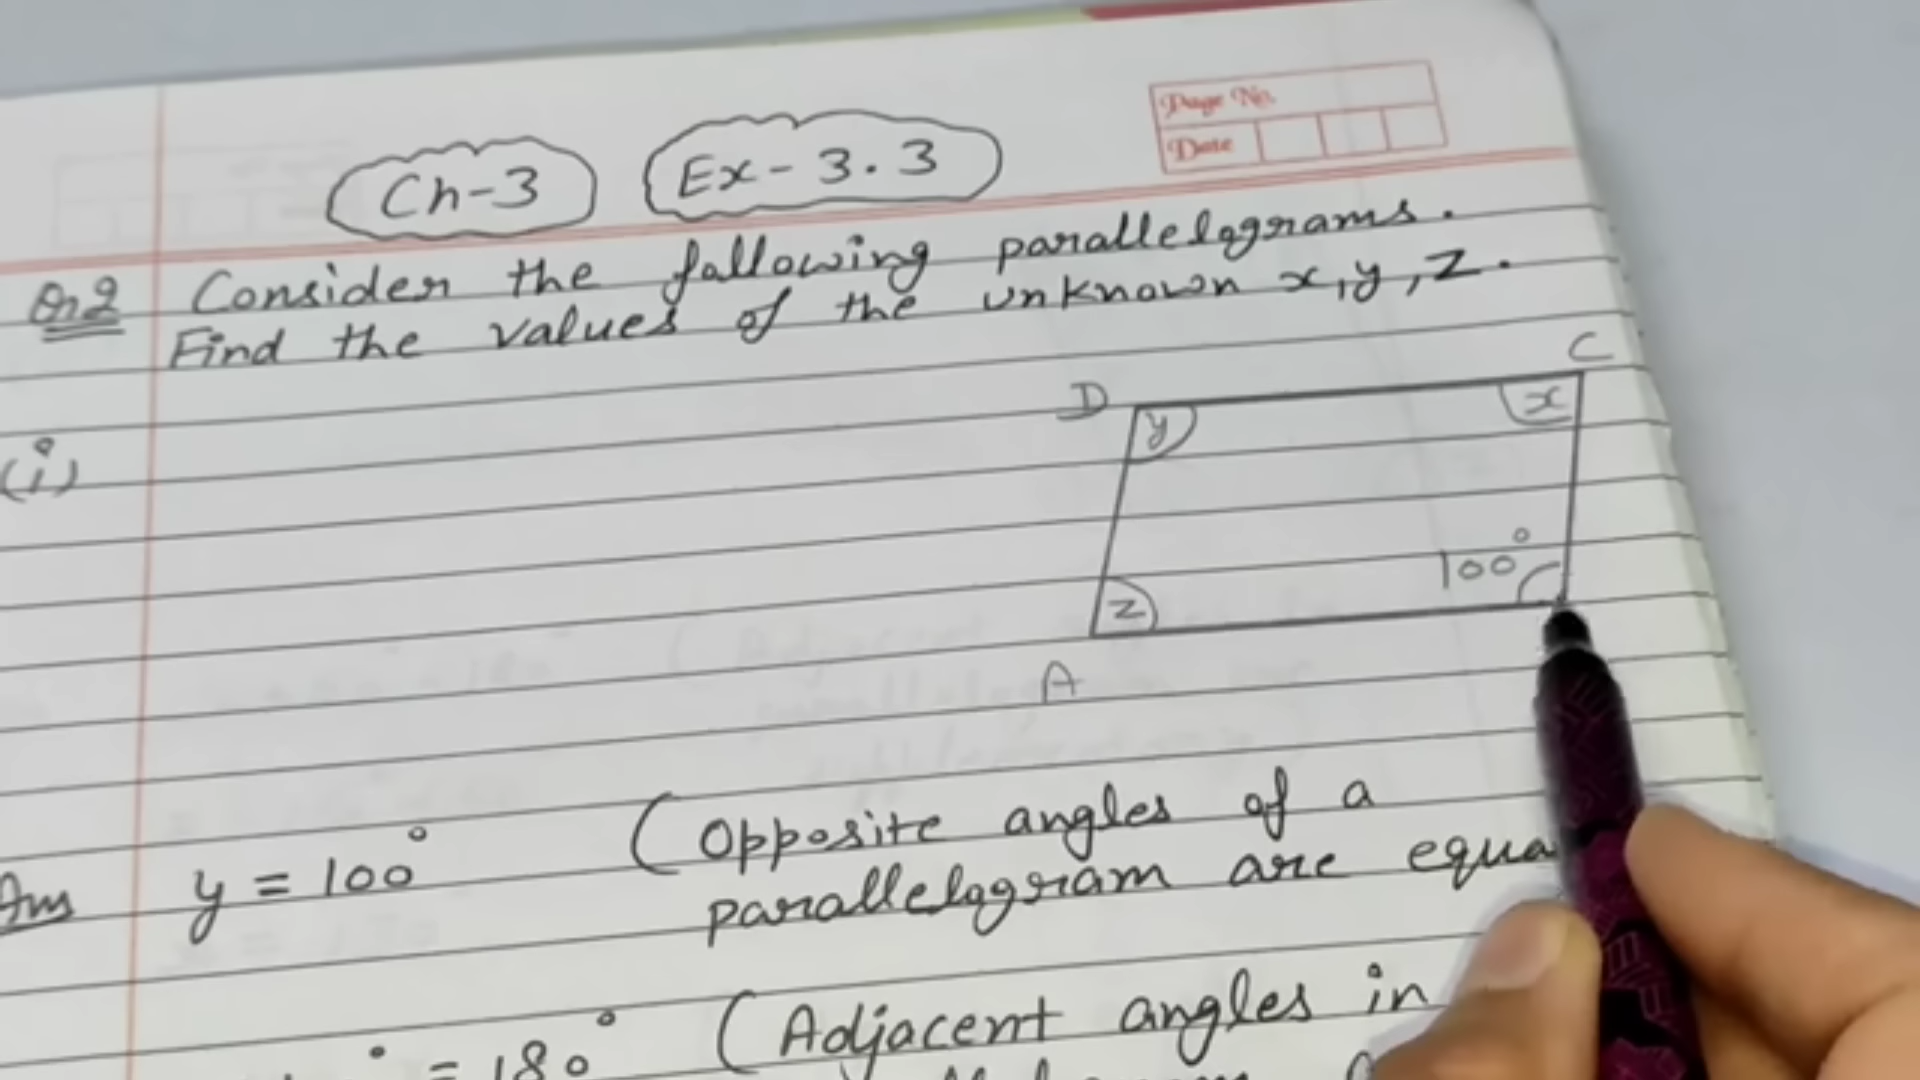 Page No.
Date
Ch-3 Ex-3.3
Qn2 Consider the following parallelograms.
Find the values of the unknown x,y,z.
(i)
D C
y x
100°
z
A
Ans y = 100° (Opposite angles of a
parallelogram are equa
° = 180° (Adjacent angles in